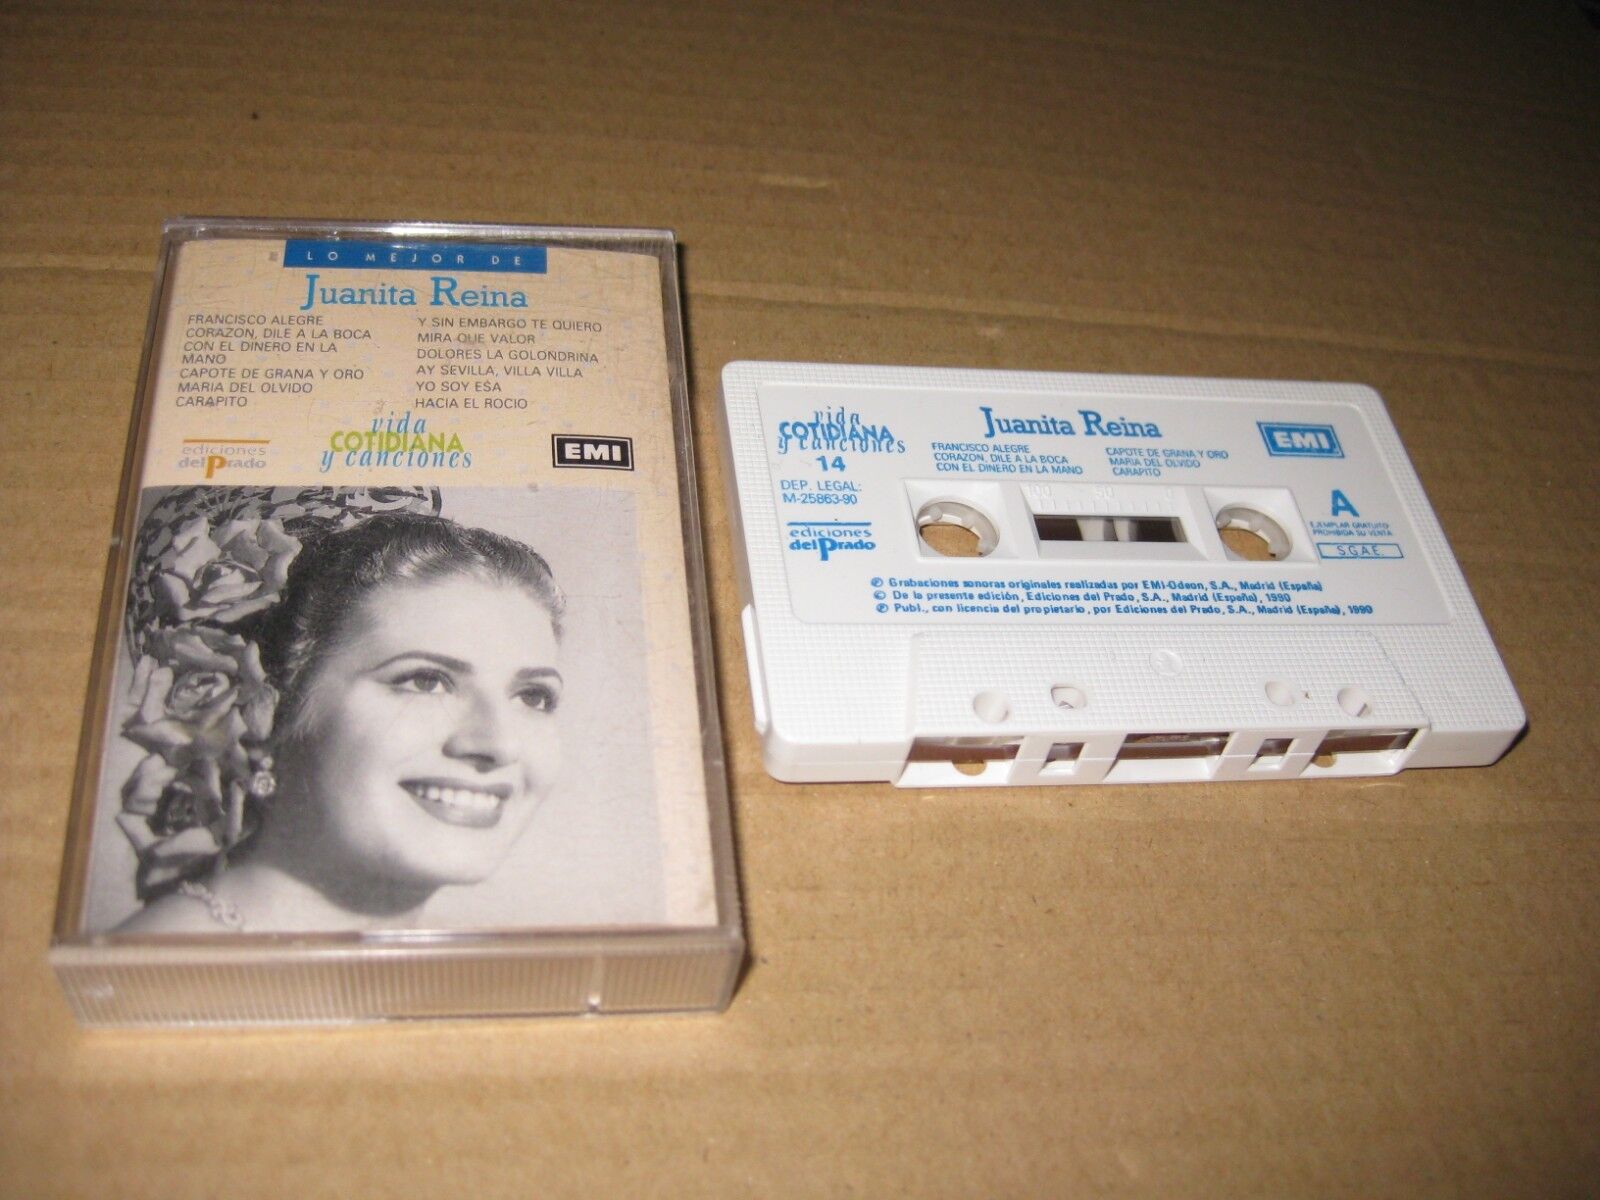 LO MEJOR DE
Juanita Reina
FRANCISCO ALEGRE
CORAZON, DILE A LA BOCA
CON EL DINERO EN LA
MANO
CAPOTE DE GRANA Y ORO
MARIA DEL OLVIDO
CARAPITO
Y SIN EMBARGO TE QUIERO
MIRA QUE VALOR
DOLORES LA GOLONDRINA
AY SEVILLA, VILLA VILLA
YO SOY ESA
HACIA EL ROCIO
vida
COTIDIANA
y canciones
ediciones
del Prado
EMI
vida
COTIDIANA
y canciones
14
DEP. LEGAL:
M-25863-90
ediciones
del Prado
Juanita Reina
FRANCISCO ALEGRE
CORAZON, DILE A LA BOCA
CON EL DINERO EN LA MANO
CAPOTE DE GRANA Y ORO
MARIA DEL OLVIDO
CARAPITO
EMI
100 50 0
A
EJEMPLAR GRATUITO
PROHIBIDA SU VENTA
S.G.A.E.
℗ Grabaciones sonoras originales realizadas por EMI-Odeon, S.A., Madrid (España)
© De la presente edición, Ediciones del Prado, S.A., Madrid (España), 1990
℗ Publ., con licencia del propietario, por Ediciones del Prado, S.A., Madrid (España), 1990